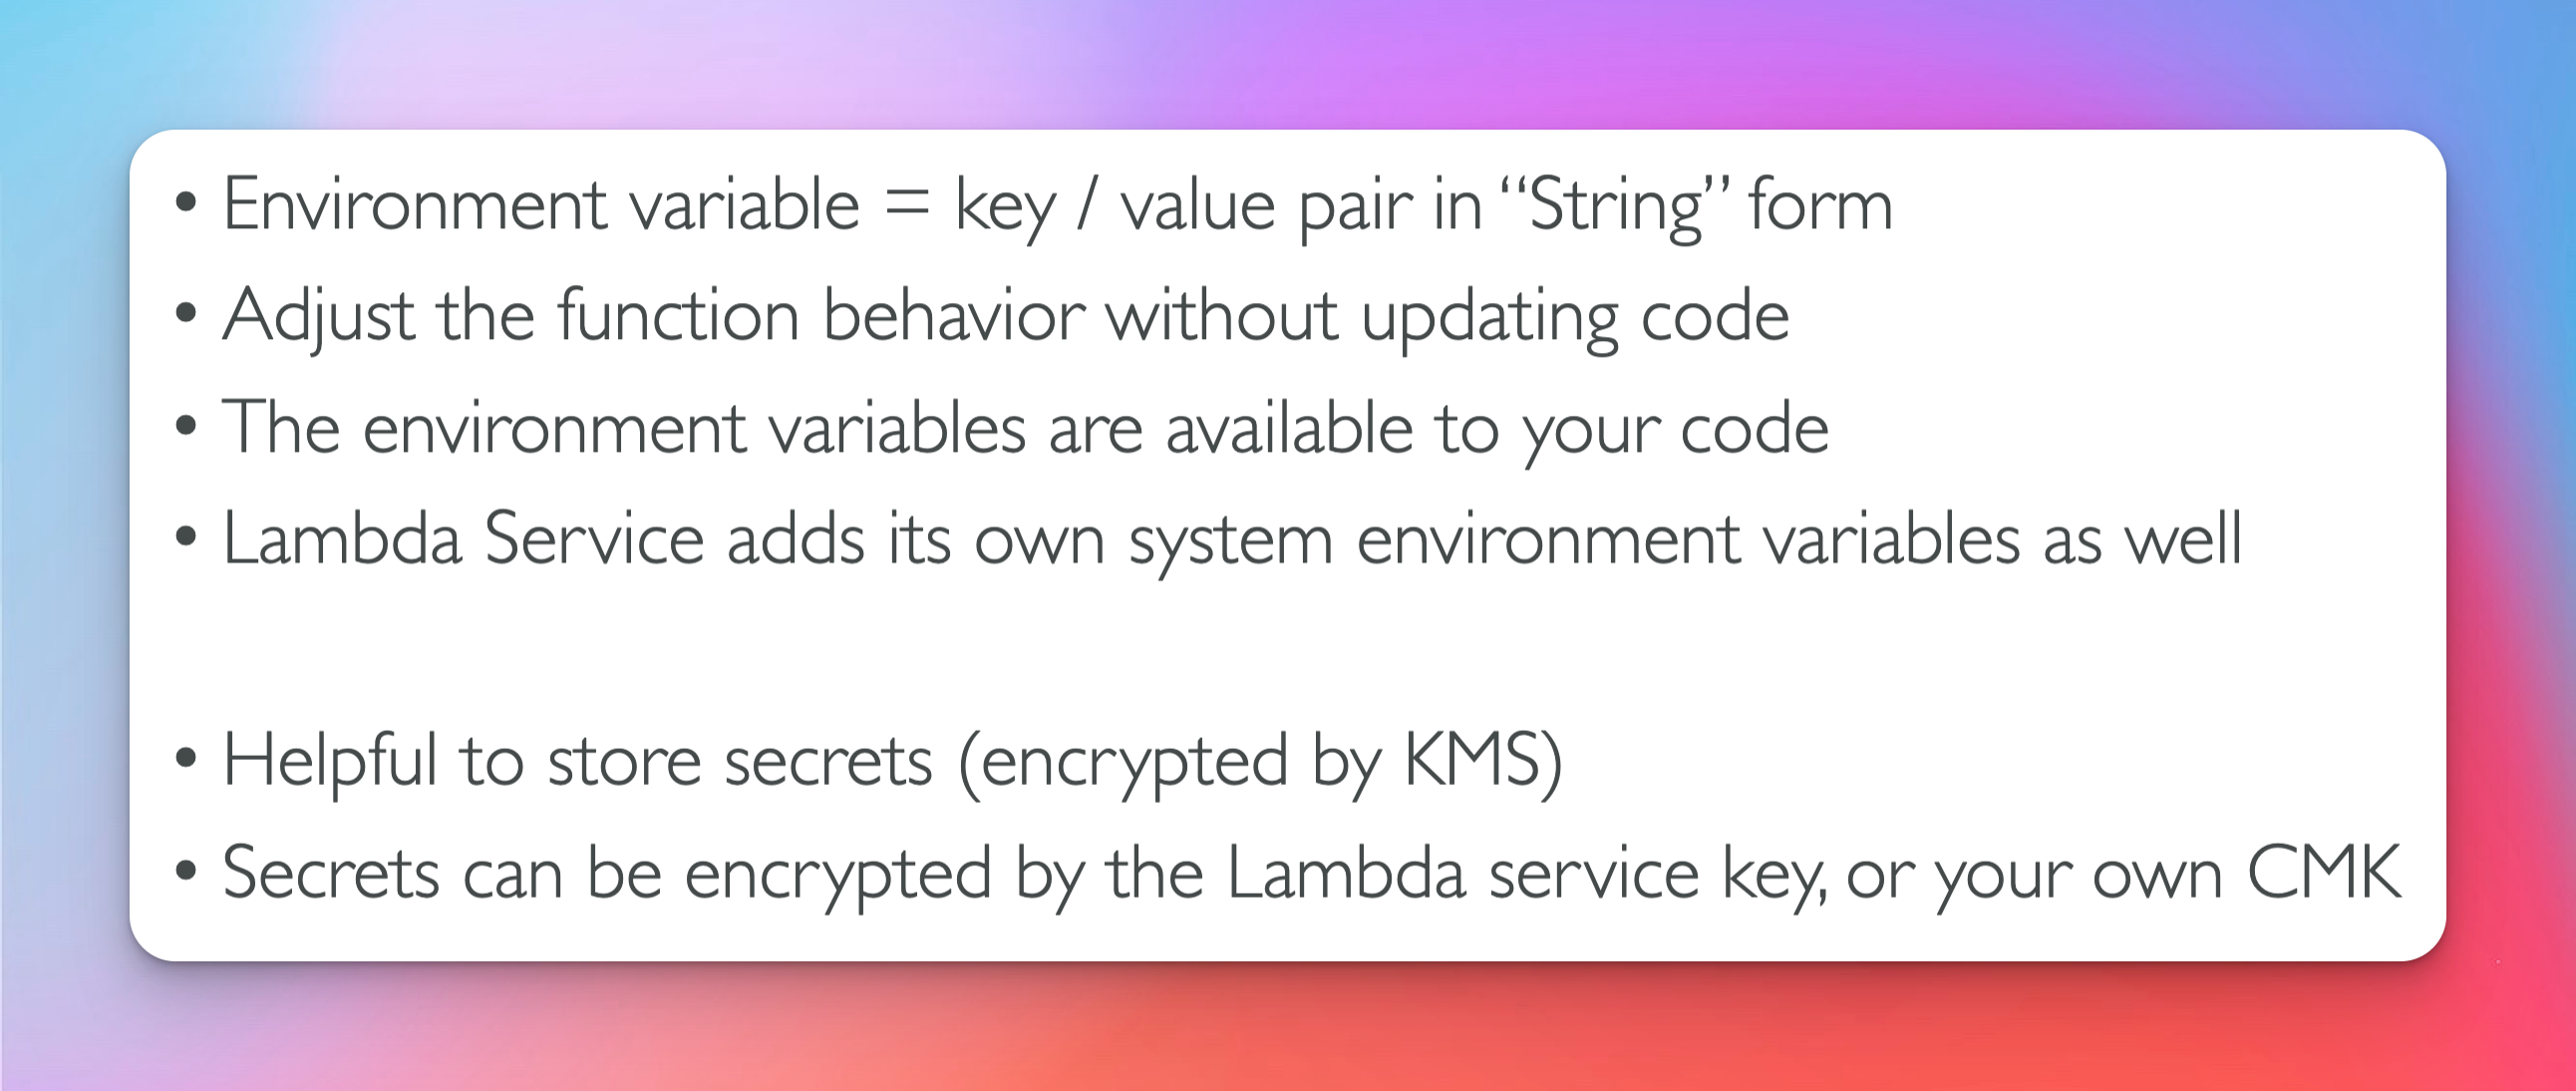 • Environment variable = key / value pair in “String” form
• Adjust the function behavior without updating code
• The environment variables are available to your code
• Lambda Service adds its own system environment variables as well
• Helpful to store secrets (encrypted by KMS)
• Secrets can be encrypted by the Lambda service key, or your own CMK